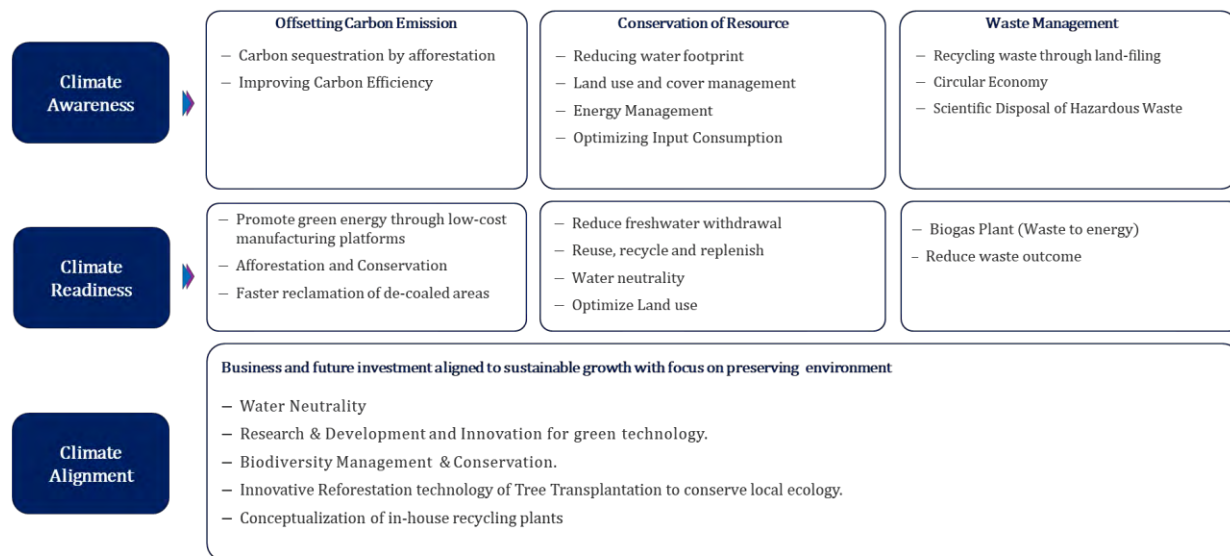 Climate
Awareness
Offsetting Carbon Emission
– Carbon sequestration by afforestation
– Improving Carbon Efficiency
Conservation of Resource
– Reducing water footprint
– Land use and cover management
– Energy Management
– Optimizing Input Consumption
Waste Management
– Recycling waste through land-filing
– Circular Economy
– Scientific Disposal of Hazardous Waste
Climate
Readiness
– Promote green energy through low-cost
manufacturing platforms
– Afforestation and Conservation
– Faster reclamation of de-coaled areas
– Reduce freshwater withdrawal
– Reuse, recycle and replenish
– Water neutrality
– Optimize Land use
– Biogas Plant (Waste to energy)
– Reduce waste outcome
Climate
Alignment
Business and future investment aligned to sustainable growth with focus on preserving environment
– Water Neutrality
– Research & Development and Innovation for green technology.
– Biodiversity Management & Conservation.
– Innovative Reforestation technology of Tree Transplantation to conserve local ecology.
– Conceptualization of in-house recycling plants